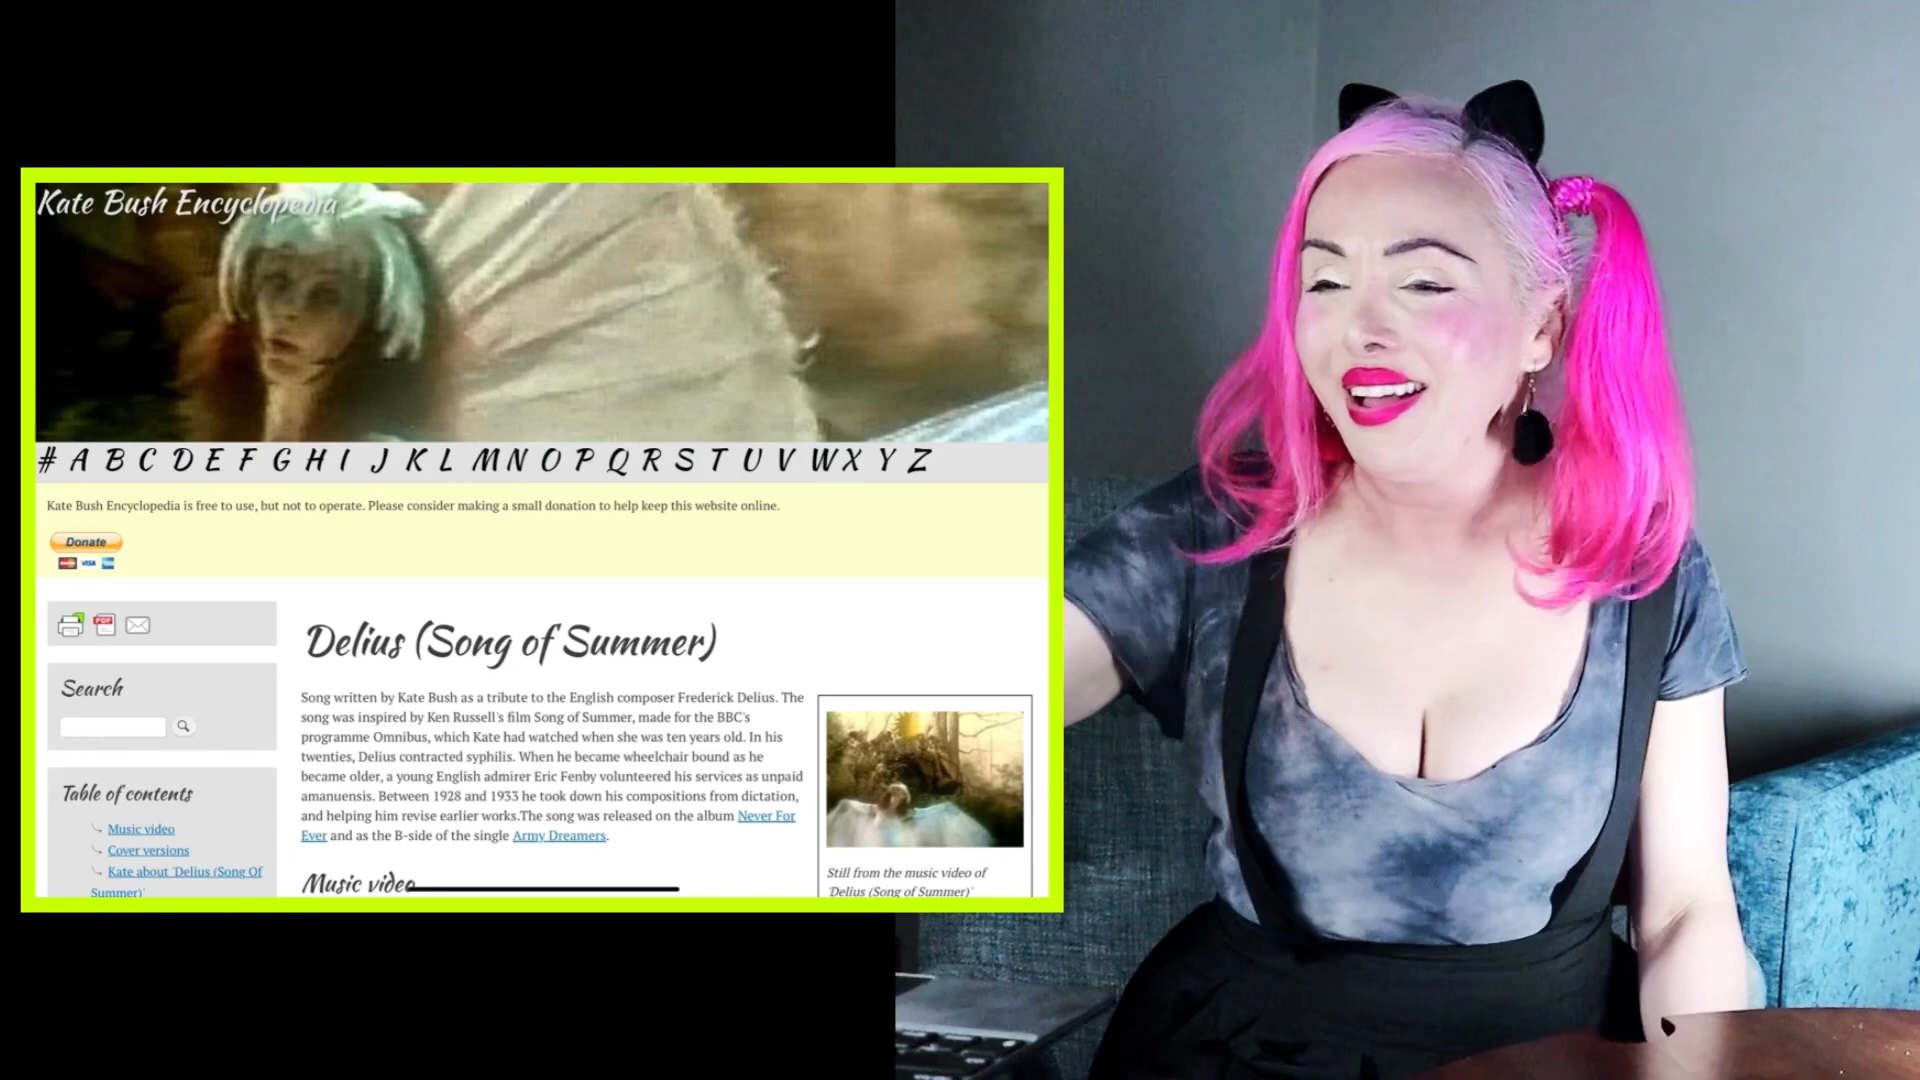 Kate Bush Encyclopedia
# A B C D E F G H I J K L M N O P Q R S T U V W X Y Z
Kate Bush Encyclopedia is free to use, but not to operate. Please consider making a small donation to help keep this website online.
Donate
VISA
PDF
Search
Table of contents
Music video
Cover versions
Kate about 'Delius (Song Of
Summer)'
Delius (Song of Summer)
Song written by Kate Bush as a tribute to the English composer Frederick Delius. The
song was inspired by Ken Russell's film Song of Summer, made for the BBC's
programme Omnibus, which Kate had watched when she was ten years old. In his
twenties, Delius contracted syphilis. When he became wheelchair bound as he
became older, a young English admirer Eric Fenby volunteered his services as unpaid
amanuensis. Between 1928 and 1933 he took down his compositions from dictation,
and helping him revise earlier works.The song was released on the album Never For
Ever and as the B-side of the single Army Dreamers.
Music video
Still from the music video of
'Delius (Song of Summer)'